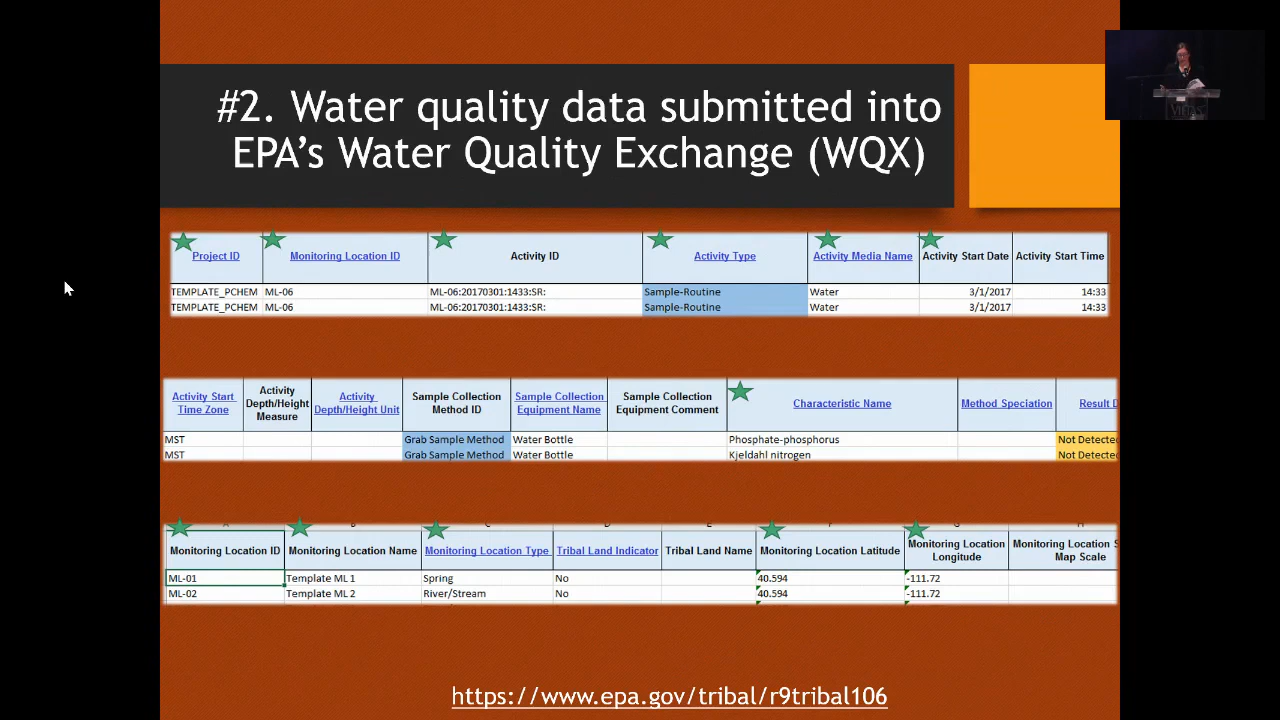 #2. Water quality data submitted into
EPA's Water Quality Exchange (WQX)
Project ID Monitoring Location ID Activity ID Activity Type Activity Media Name Activity Start Date Activity Start Time
TEMPLATE_PCHEM ML-06 ML-06:20170301:1433:SR: Sample-Routine Water 3/1/2017 14:33
TEMPLATE_PCHEM ML-06 ML-06:20170301:1433:SR: Sample-Routine Water 3/1/2017 14:33
Activity Start Time Zone Activity Depth/Height Measure Activity Depth/Height Unit Sample Collection Method ID Sample Collection Equipment Name Sample Collection Equipment Comment Characteristic Name Method Speciation Result D
MST Grab Sample Method Water Bottle Phosphate-phosphorus Not Detecte
MST Grab Sample Method Water Bottle Kjeldahl nitrogen Not Detecte
Monitoring Location ID Monitoring Location Name Monitoring Location Type Tribal Land Indicator Tribal Land Name Monitoring Location Latitude Monitoring Location Longitude Monitoring Location S Map Scale
ML-01 Template ML 1 Spring No 40.594 -111.72
ML-02 Template ML 2 River/Stream No 40.594 -111.72
https://www.epa.gov/tribal/r9tribal106